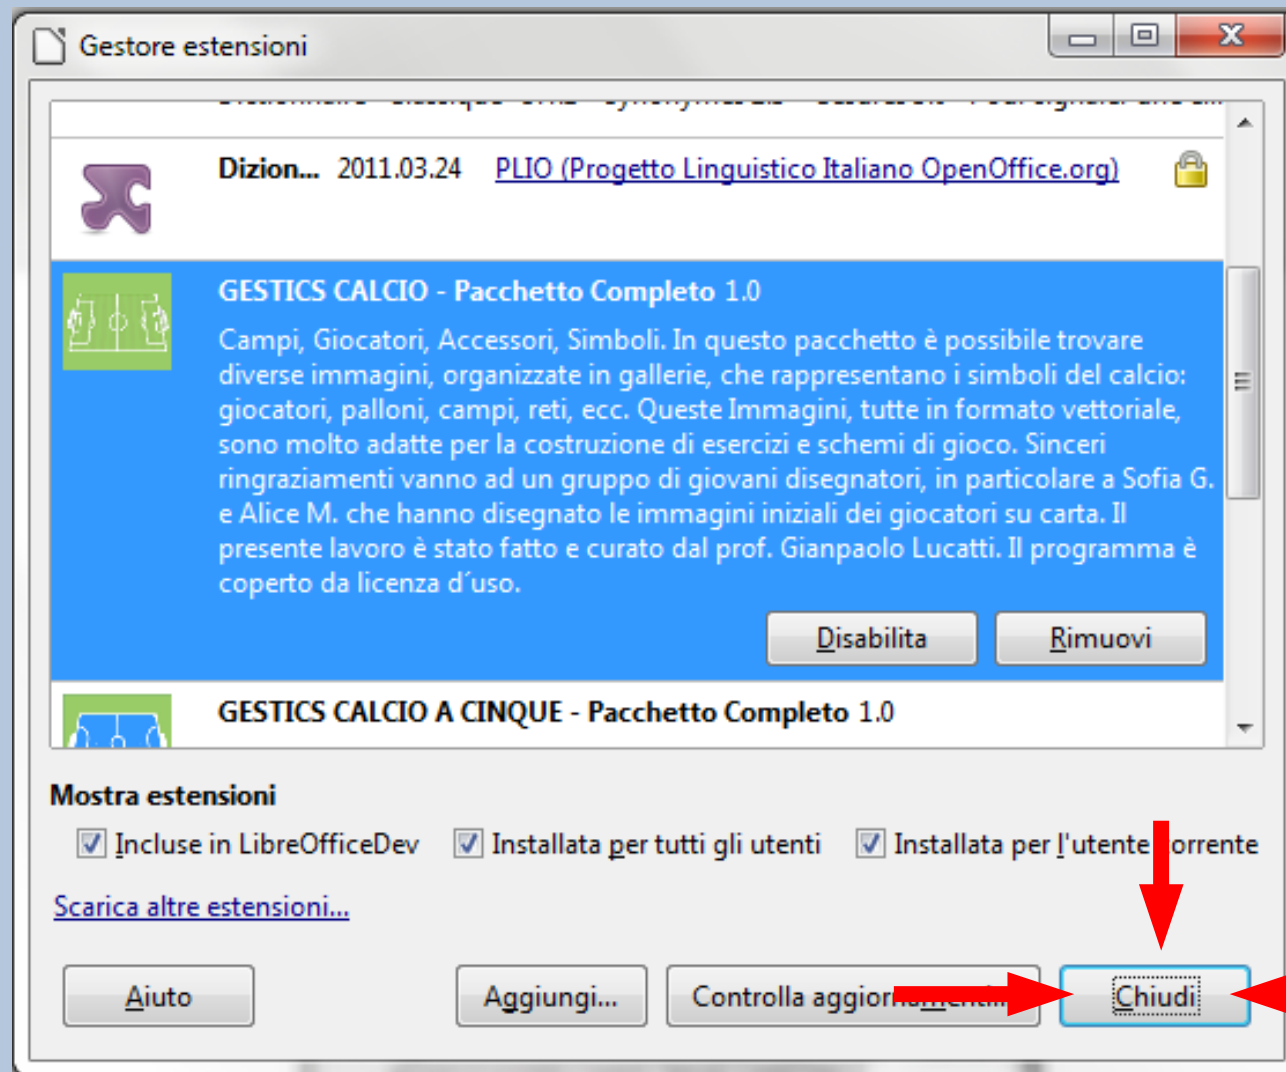 Gestore estensioni
Dizion... 2011.03.24 PLIO (Progetto Linguistico Italiano OpenOffice.org)
GESTICS CALCIO - Pacchetto Completo 1.0
Campi, Giocatori, Accessori, Simboli. In questo pacchetto è possibile trovare
diverse immagini, organizzate in gallerie, che rappresentano i simboli del calcio:
giocatori, palloni, campi, reti, ecc. Queste Immagini, tutte in formato vettoriale,
sono molto adatte per la costruzione di esercizi e schemi di gioco. Sinceri
ringraziamenti vanno ad un gruppo di giovani disegnatori, in particolare a Sofia G.
e Alice M. che hanno disegnato le immagini iniziali dei giocatori su carta. Il
presente lavoro è stato fatto e curato dal prof. Gianpaolo Lucatti. Il programma è
coperto da licenza d´uso.
Disabilita Rimuovi
GESTICS CALCIO A CINQUE - Pacchetto Completo 1.0
Mostra estensioni
Incluse in LibreOfficeDev Installata per tutti gli utenti Installata per l'utente corrente
Scarica altre estensioni...
Aiuto Aggiungi... Controlla aggiornamenti... Chiudi